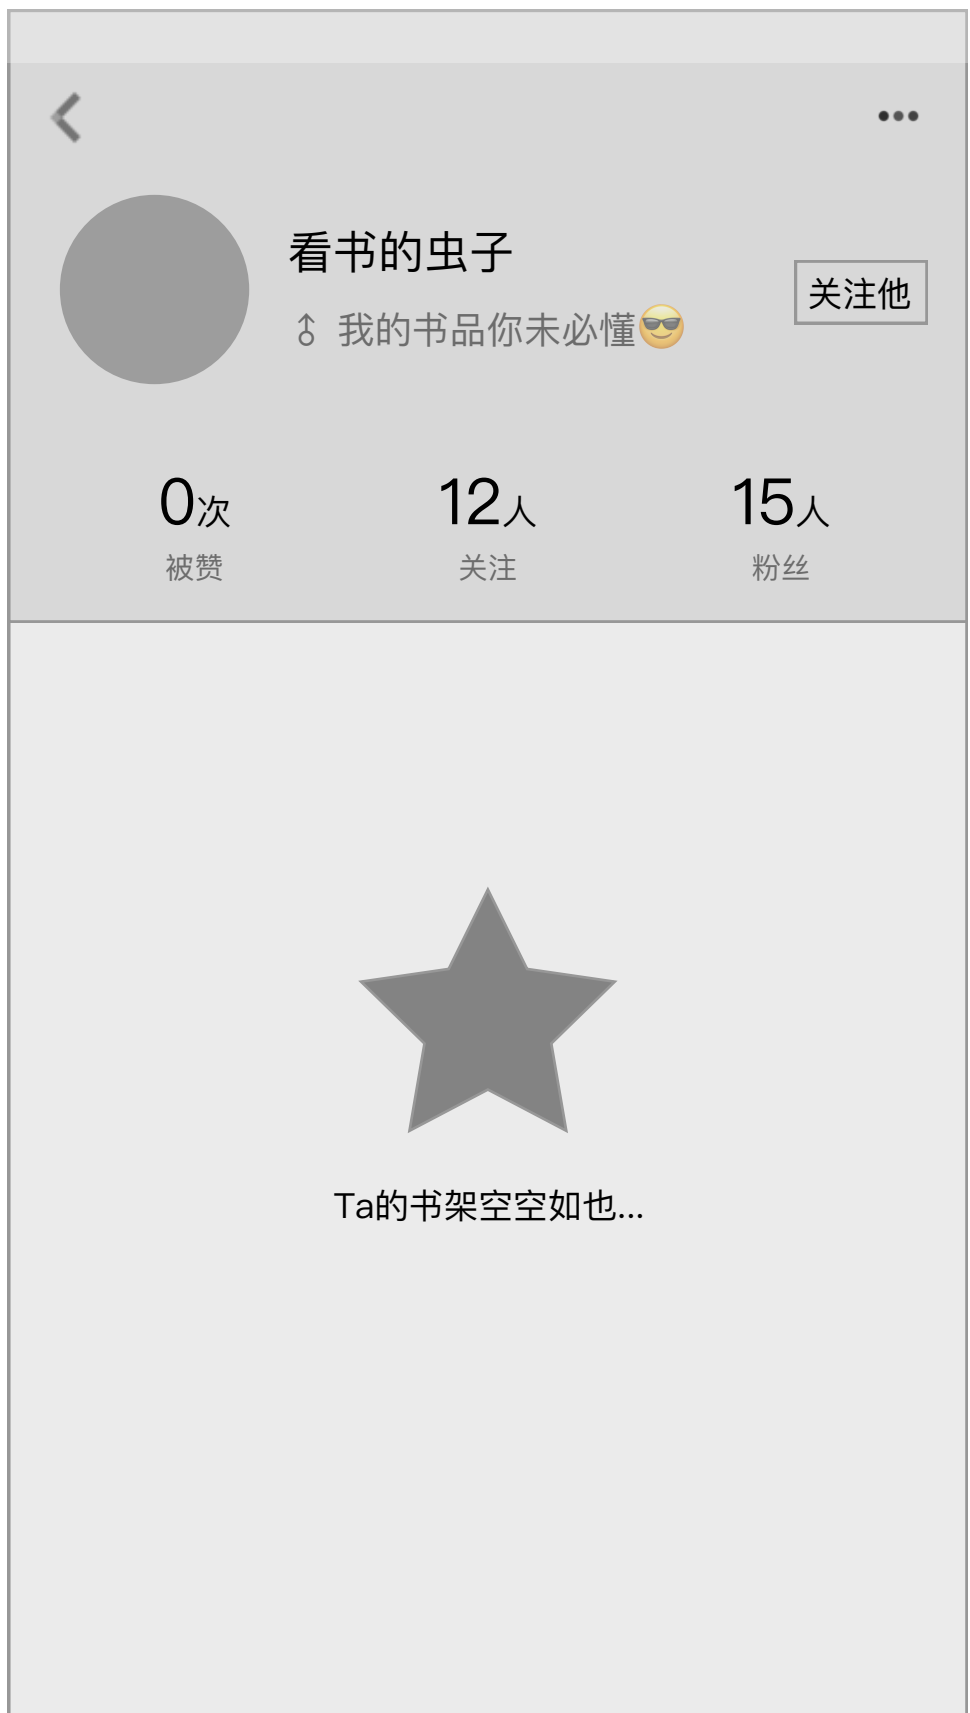 看书的虫子
关注他
我的书品你未必懂😎
0次
12人
15人
被赞
关注
粉丝
Ta的书架空空如也...